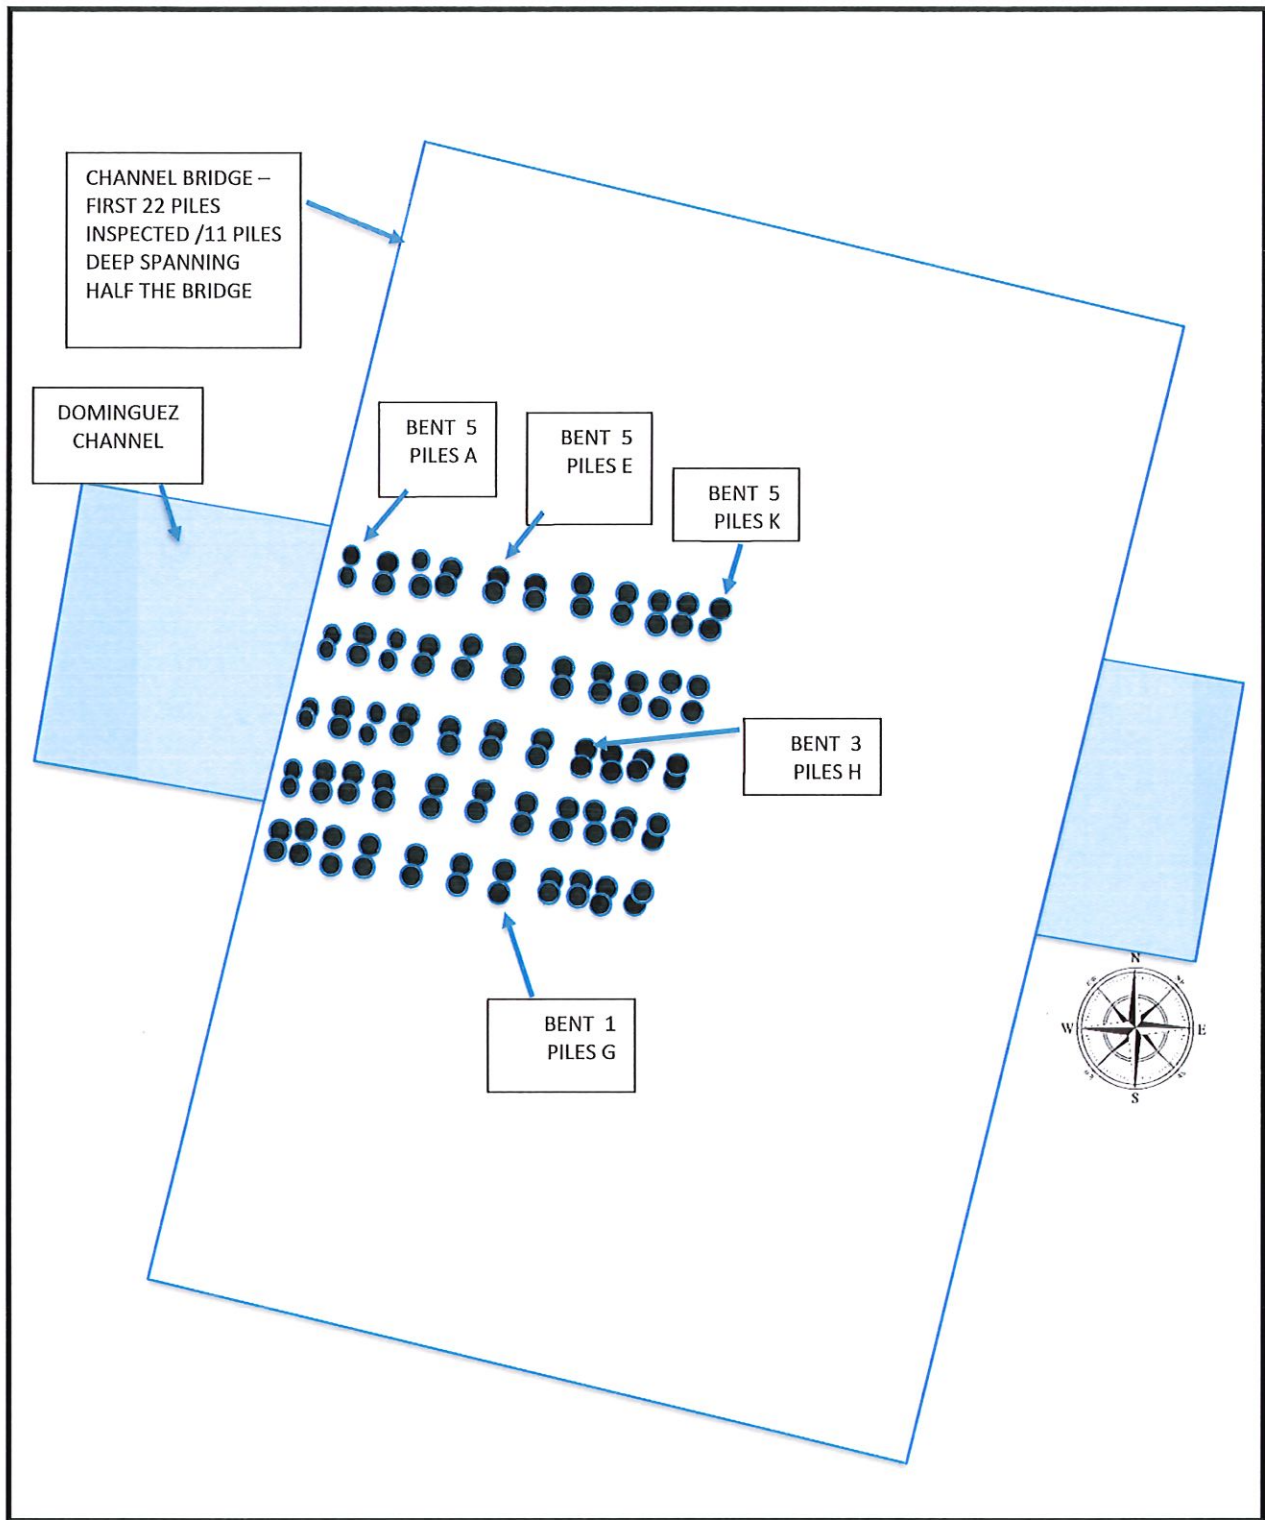 CHANNEL BRIDGE –
FIRST 22 PILES
INSPECTED /11 PILES
DEEP SPANNING
HALF THE BRIDGE
DOMINGUEZ
CHANNEL
BENT 5
PILES A
BENT 5
PILES E
BENT 5
PILES K
BENT 3
PILES H
BENT 1
PILES G
N
W
E
S